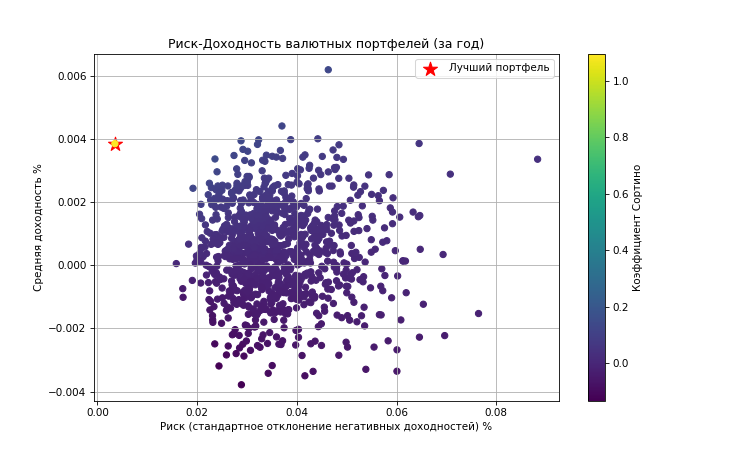 Риск-Доходность валютных портфелей (за год)
Лучший портфель
0.006
0.004
0.002
0.000
−0.002
−0.004
Средняя доходность %
0.00 0.02 0.04 0.06 0.08
Риск (стандартное отклонение негативных доходностей) %
1.0
0.8
0.6
0.4
0.2
0.0
Коэффициент Сортино